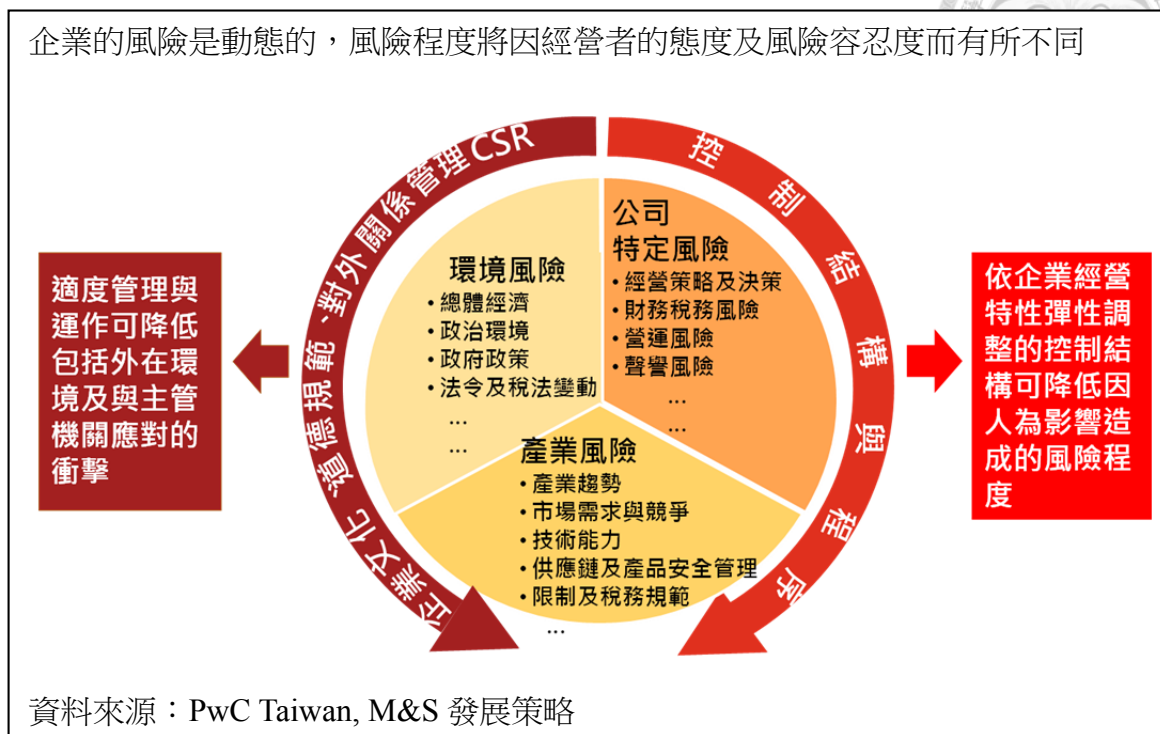 企業的風險是動態的，風險程度將因經營者的態度及風險容忍度而有所不同
企業文化、道德規範、對外關係管理CSR
控制結構與程序
適度管理與
運作可降低
包括外在環
境及與主管
機關應對的
衝擊
環境風險
•總體經濟
•政治環境
•政府政策
•法令及稅法變動
...
...
公司
特定風險
•經營策略及決策
•財務稅務風險
•營運風險
•聲譽風險
...
...
產業風險
•產業趨勢
•市場需求與競爭
•技術能力
•供應鏈及產品安全管理
•限制及稅務規範
...
依企業經營
特性彈性調
整的控制結
構可降低因
人為影響造
成的風險程
度
資料來源：PwC Taiwan, M&S 發展策略